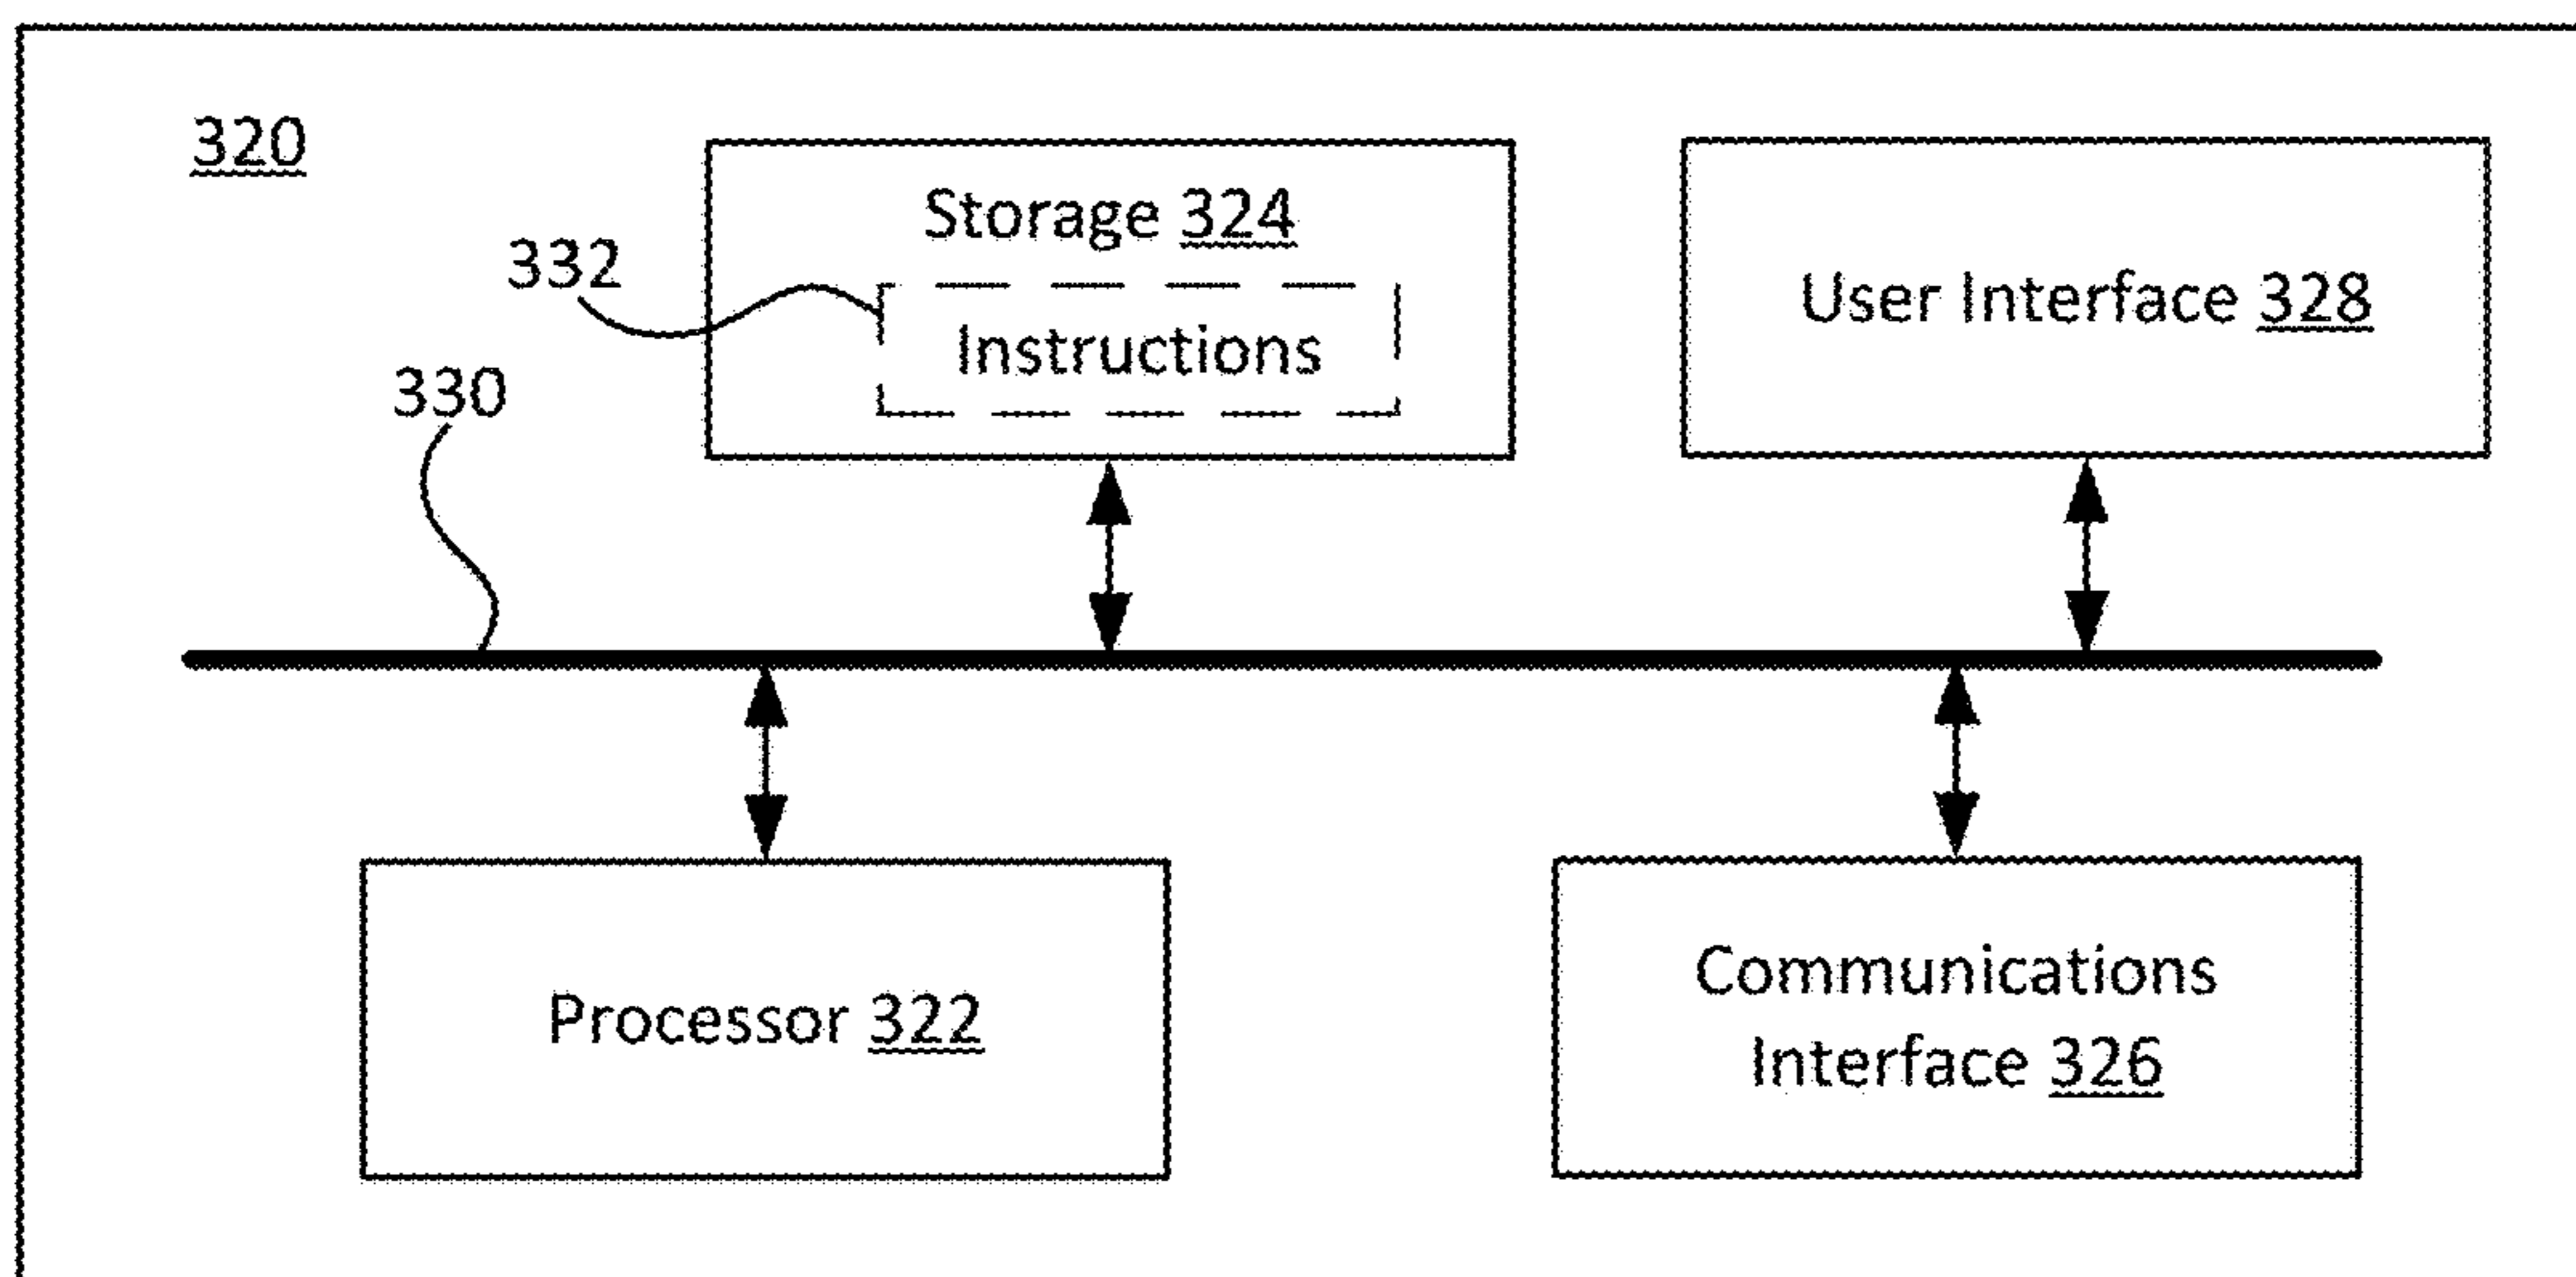 320
Storage 324
332
User Interface 328
Instructions
330
Processor 322
Communications
Interface 326